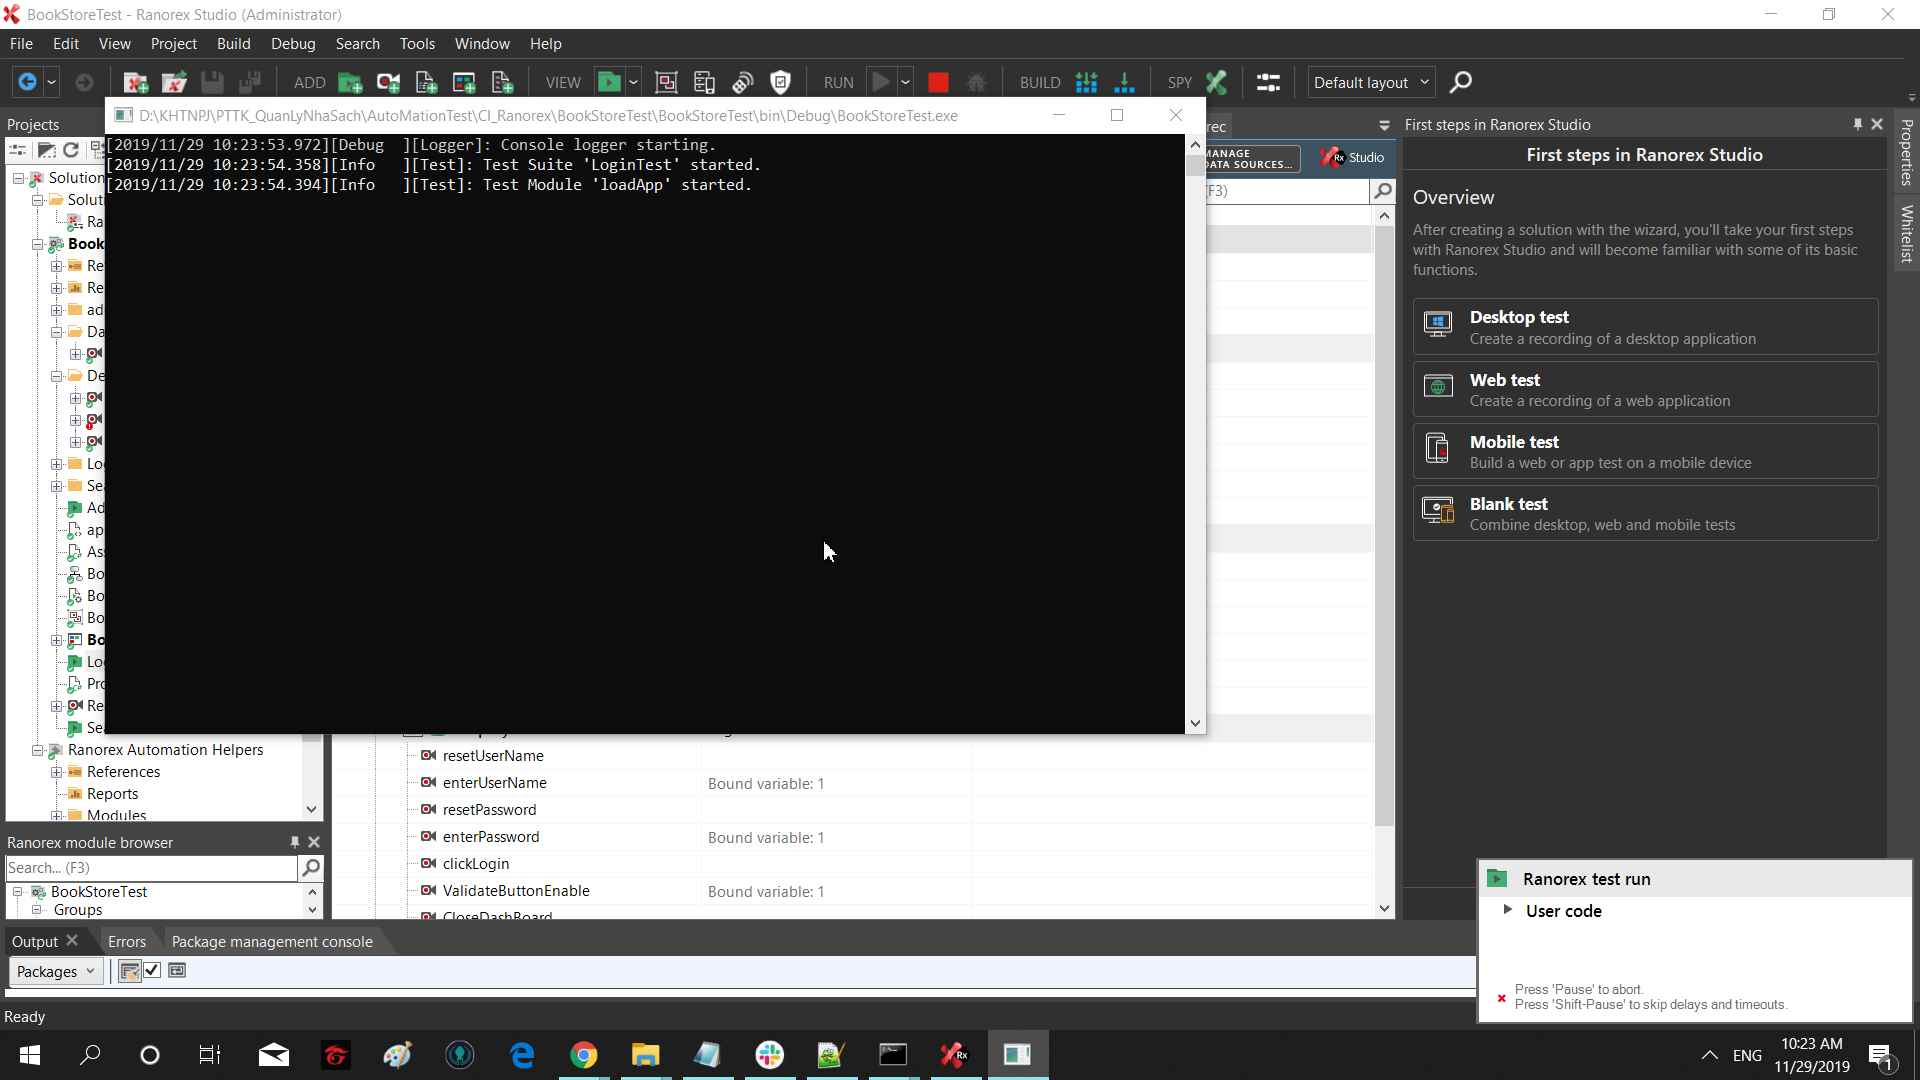 BookStoreTest - Ranorex Studio (Administrator)
File Edit View Project Build Debug Search Tools Window Help
ADD VIEW RUN BUILD SPY Default layout
Projects
D:\KHTNPJ\PTTK_QuanLyNhaSach\AutoMationTest\CI_Ranorex\BookStoreTest\BookStoreTest\bin\Debug\BookStoreTest.exe
[2019/11/29 10:23:53.972][Debug ][Logger]: Console logger starting.
[2019/11/29 10:23:54.358][Info ][Test]: Test Suite 'LoginTest' started.
[2019/11/29 10:23:54.394][Info ][Test]: Test Module 'loadApp' started.
Solution
Solut
Ra
Book
Re
Re
ad
Da
De
Lo
Sea
Ad
ap
As
Bo
Bo
Bo
Bo
Lo
Pro
Re
Se
Ranorex Automation Helpers
References
Reports
Modules
rec
MANAGE
DATA SOURCES...
Studio
(F3)
resetUserName
enterUserName Bound variable: 1
resetPassword
enterPassword Bound variable: 1
clickLogin
ValidateButtonEnable Bound variable: 1
CloseDashBoard
First steps in Ranorex Studio
First steps in Ranorex Studio
Overview
After creating a solution with the wizard, you'll take your first steps
with Ranorex Studio and will become familiar with some of its basic
functions.
Desktop test
Create a recording of a desktop application
Web test
Create a recording of a web application
Mobile test
Build a web or app test on a mobile device
Blank test
Combine desktop, web and mobile tests
Properties
Whitelist
Ranorex module browser
Search... (F3)
BookStoreTest
Groups
Output Errors Package management console
Packages
Ranorex test run
User code
Press 'Pause' to abort.
Press 'Shift-Pause' to skip delays and timeouts.
Ready
Rx
ENG
10:23 AM
11/29/2019
1